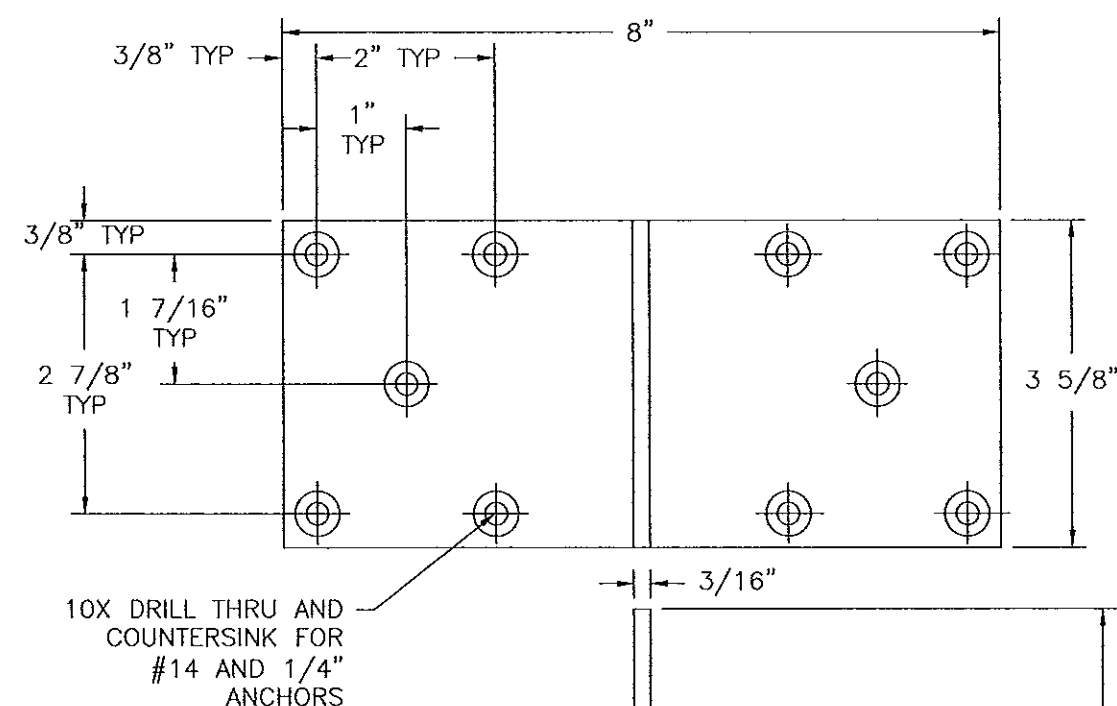 8”
3/8” TYP
2” TYP
1”
TYP
3/8” TYP
1 7/16”
TYP
2 7/8”
TYP
3 5/8”
3/16”
10X DRILL THRU AND
COUNTERSINK FOR
#14 AND 1/4”
ANCHORS